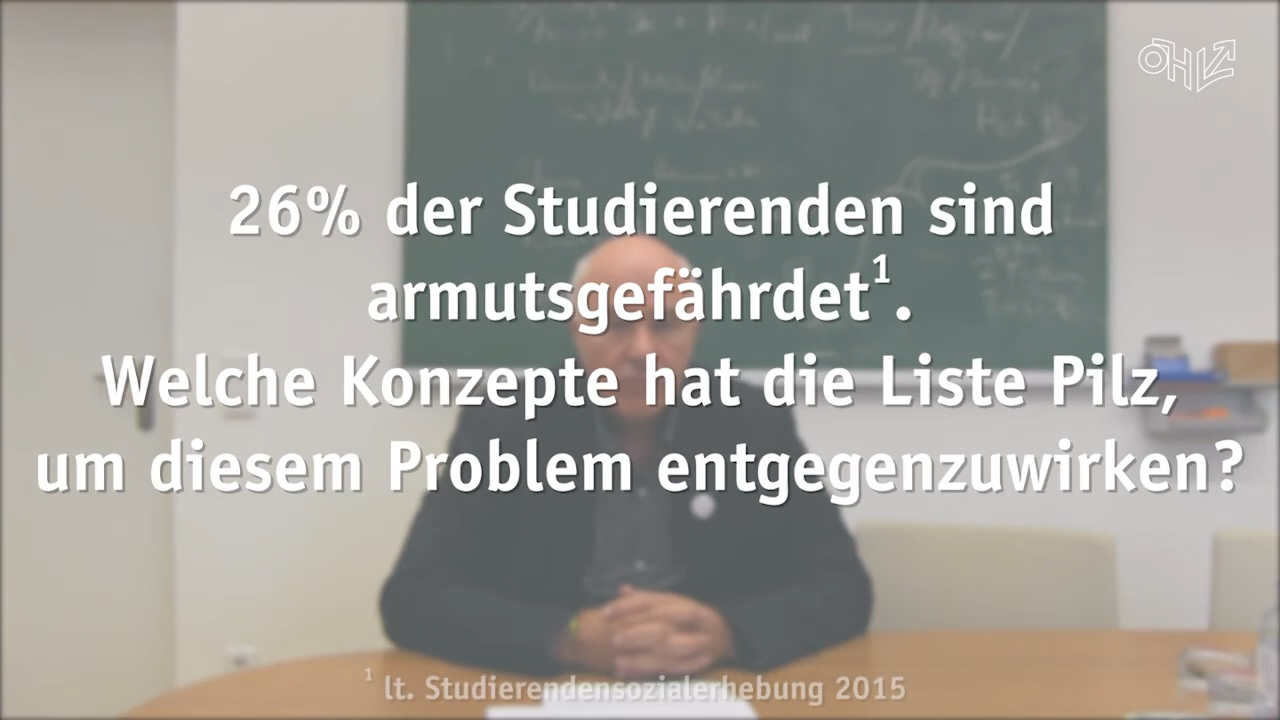 ÖH
26% der Studierenden sind
armutsgefährdet¹.
Welche Konzepte hat die Liste Pilz,
um diesem Problem entgegenzuwirken?
¹ lt. Studierendensozialerhebung 2015